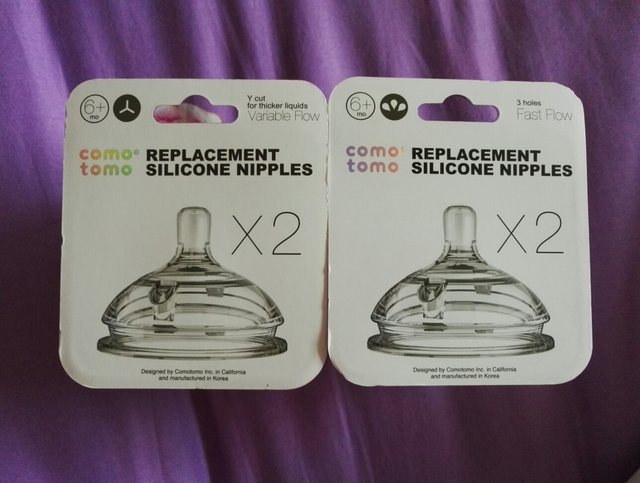 6+
mo
Y cut
for thicker liquids
Variable Flow
como
tomo
REPLACEMENT
SILICONE NIPPLES
X2
Designed by Comotomo Inc. in California
and manufactured in Korea
6+
mo
3 holes
Fast Flow
como
tomo
REPLACEMENT
SILICONE NIPPLES
X2
Designed by Comotomo Inc. in California
and manufactured in Korea